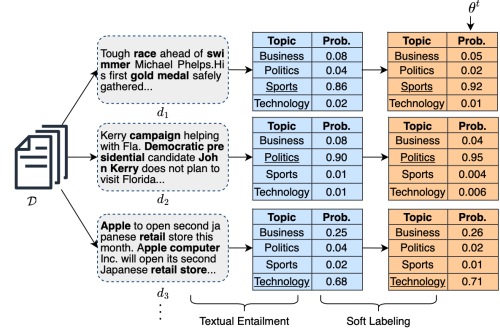 θᵗ
Tough race ahead of swi
mmer Michael Phelps.Hi
s first gold medal safely
gathered...
d₁
Topic Prob.
Business 0.08
Politics 0.04
Sports 0.86
Technology 0.02
Topic Prob.
Business 0.05
Politics 0.02
Sports 0.92
Technology 0.01
Kerry campaign helping
with Fla. Democratic pre
sidential candidate Joh
n Kerry does not plan to
visit Florida...
d₂
Topic Prob.
Business 0.08
Politics 0.90
Sports 0.01
Technology 0.01
Topic Prob.
Business 0.04
Politics 0.95
Sports 0.004
Technology 0.006
𝒟
Apple to open second ja
panese retail store this
month. Apple computer
Inc. will open its second
Japanese retail store...
d₃
Topic Prob.
Business 0.25
Politics 0.04
Sports 0.02
Technology 0.68
Topic Prob.
Business 0.26
Politics 0.02
Sports 0.01
Technology 0.71
Textual Entailment
Soft Labeling